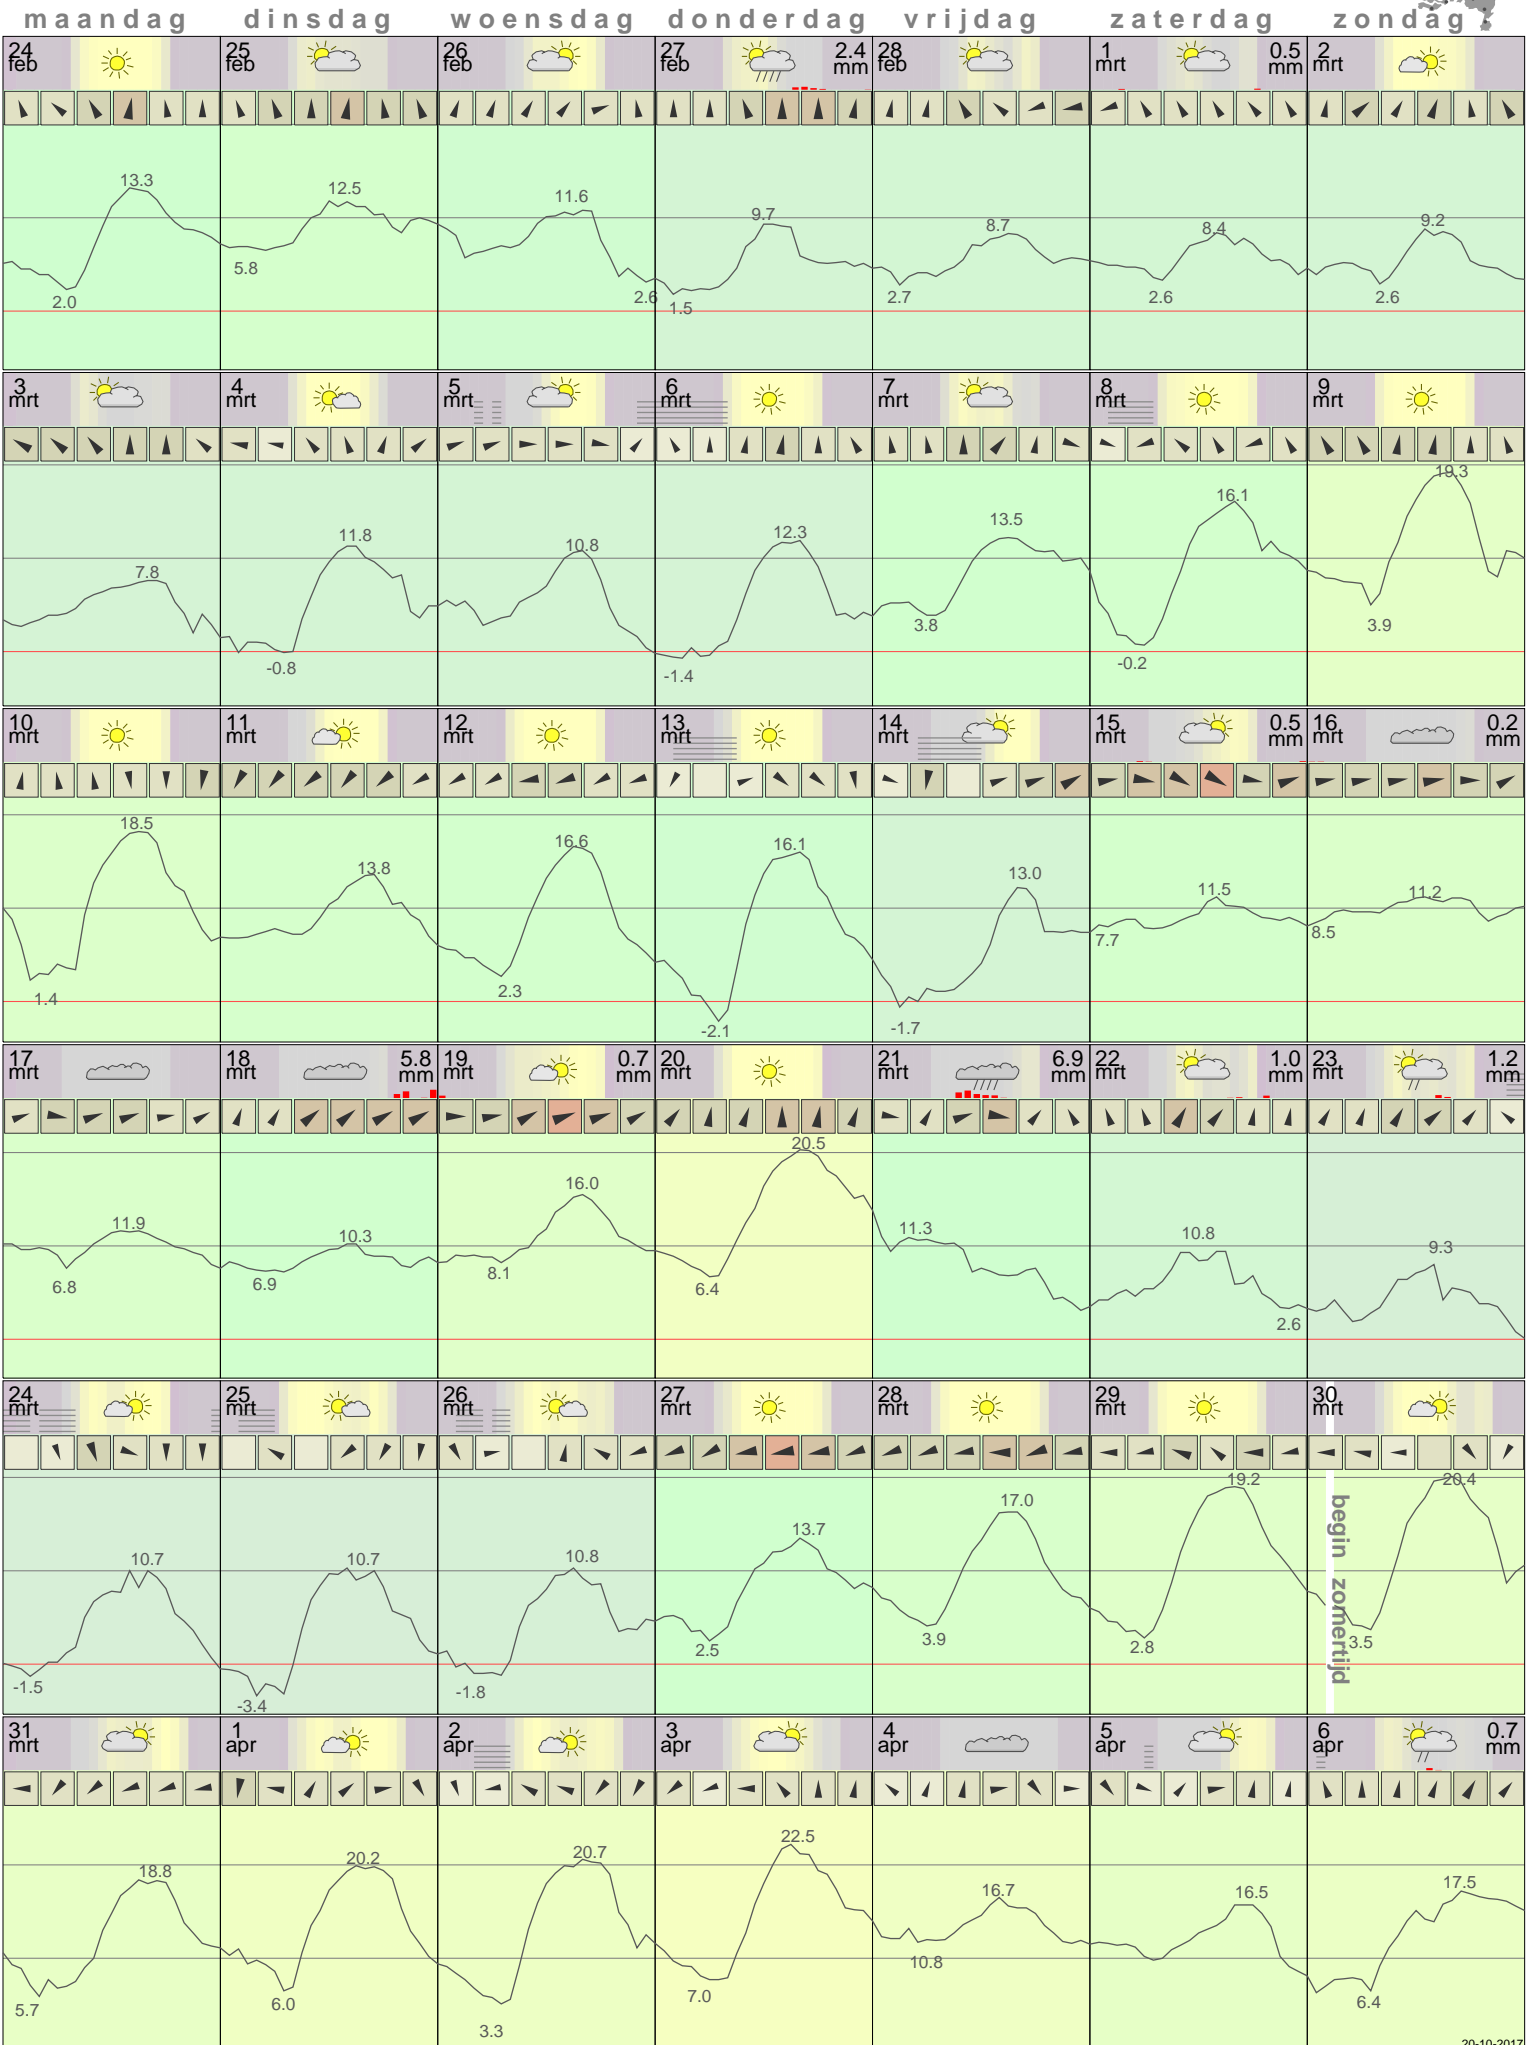 maandag dinsdag woensdag donderdag vrijdag zaterdag zondag
24 feb 25 feb 26 feb 27 feb 2.4 mm 28 feb 1 mrt 0.5 mm 2 mrt
13.3 12.5 11.6 9.7 8.7 8.4 9.2
2.0 5.8 2.6 1.5 2.7 2.6 2.6
3 mrt 4 mrt 5 mrt 6 mrt 7 mrt 8 mrt 9 mrt
7.8 11.8 10.8 12.3 13.5 16.1 19.3
-0.8 -1.4 3.8 -0.2 3.9
10 mrt 11 mrt 12 mrt 13 mrt 14 mrt 15 mrt 0.5 mm 16 mrt 0.2 mm
18.5 13.8 16.6 16.1 13.0 11.5 11.2
1.4 2.3 -2.1 -1.7 7.7 8.5
17 mrt 18 mrt 5.8 mm 19 mrt 0.7 mm 20 mrt 21 mrt 6.9 mm 22 mrt 1.0 mm 23 mrt 1.2 mm
11.9 10.3 16.0 20.5 11.3 10.8 9.3
6.8 6.9 8.1 6.4 2.6
24 mrt 25 mrt 26 mrt 27 mrt 28 mrt 29 mrt 30 mrt
10.7 10.7 10.8 13.7 17.0 19.2 20.4
begin zomertijd
-1.5 -3.4 -1.8 2.5 3.9 2.8 3.5
31 mrt 1 apr 2 apr 3 apr 4 apr 5 apr 6 apr 0.7 mm
18.8 20.2 20.7 22.5 16.7 16.5 17.5
5.7 6.0 3.3 7.0 10.8 6.4
20-10-2017